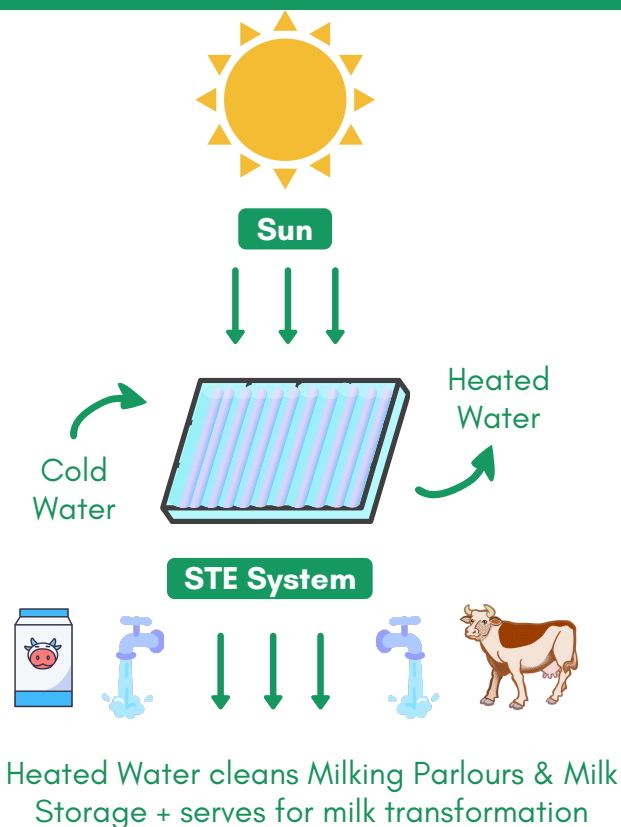 Sun
Cold
Water
Heated
Water
STE System
Heated Water cleans Milking Parlours & Milk
Storage + serves for milk transformation